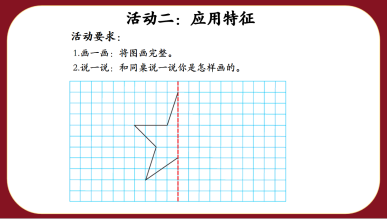 活动二：应用特征
活动要求：
1.画一画：将图画完整。
2.说一说：和同桌说一说你是怎样画的。